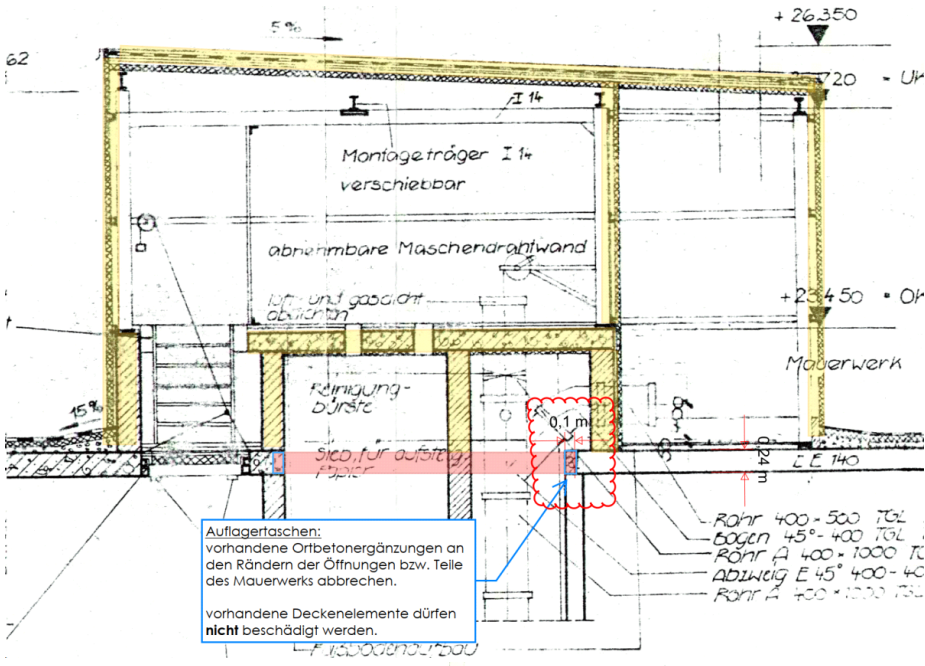 5%
+ 26.350
62
I 14
Montageträger I 14
verschiebbar
abnehmbare Maschendrahtwand
luft- und gasdicht
abdichten
Mauerwerk
Reinigung-
bürste
15%
0,1 m
0,24 m
Sieb für aufsteig.
Papier
E 140
Rohr 400 - 500 TGL
Bogen 45° - 400 TGL
Rohr A 400 × 1000
Abzweig E 45° 400 - 40
Rohr A 400 × 1000 TGL
Auflagertaschen:
vorhandene Ortbetonergänzungen an
den Rändern der Öffnungen bzw. Teile
des Mauerwerks abbrechen.
vorhandene Deckenelemente dürfen
nicht beschädigt werden.